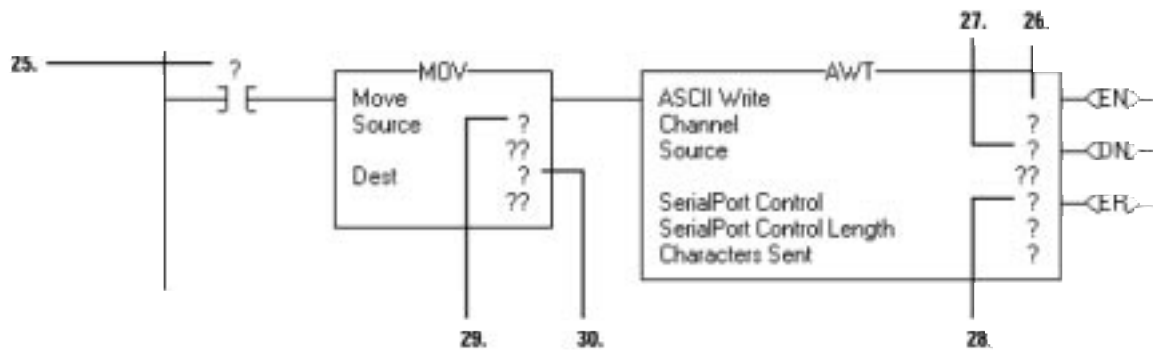 27. 26.
25. ?
MOV
Move
Source ?
??
Dest ?
??
AWT
ASCII Write
Channel ?
Source ?
??
SerialPort Control ?
SerialPort Control Length ?
Characters Sent ?
EN
DN
ER
29. 30. 28.